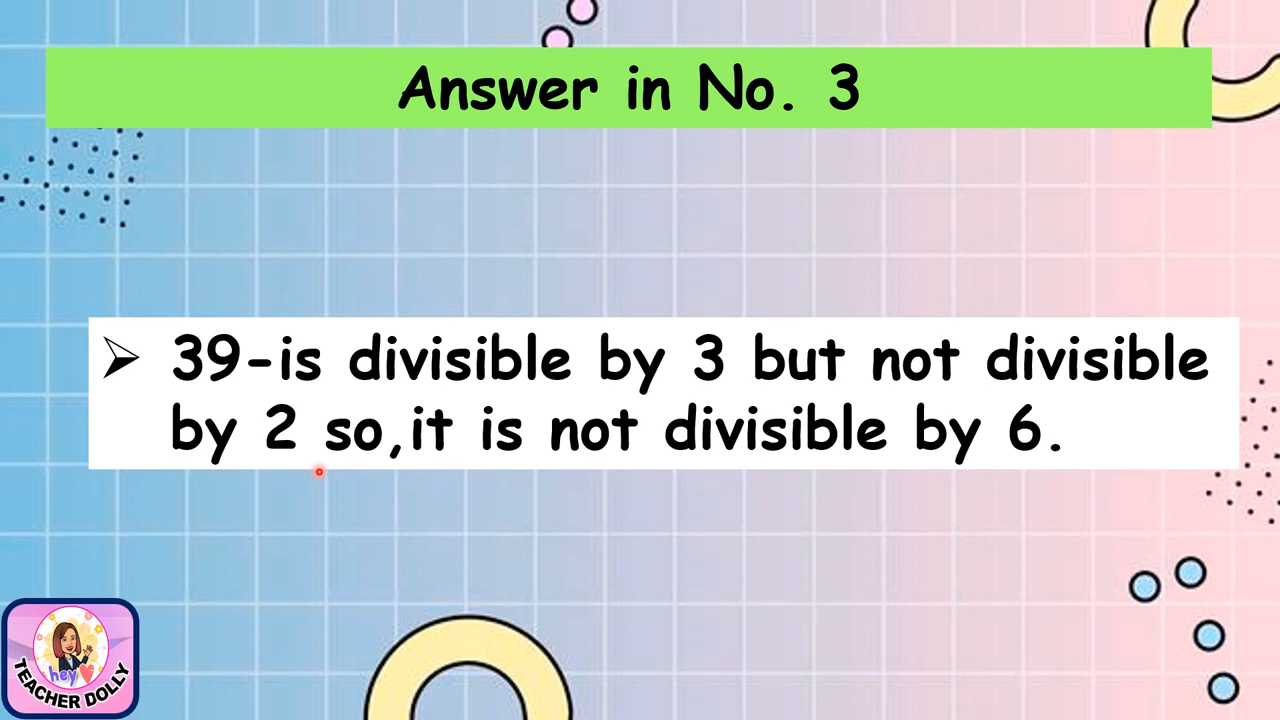 Answer in No. 3
➢ 39-is divisible by 3 but not divisible
by 2 so,it is not divisible by 6.
hey
TEACHER DOLLY